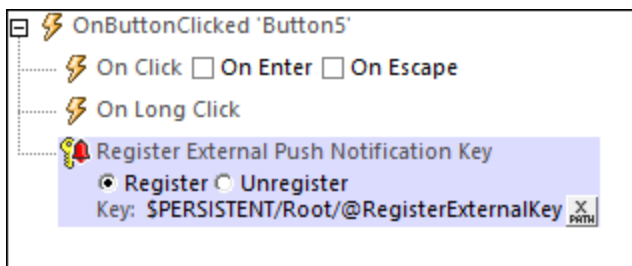 OnButtonClicked 'Button5'
On Click On Enter On Escape
On Long Click
Register External Push Notification Key
Register Unregister
Key: $PERSISTENT/Root/@RegisterExternalKey X PATH